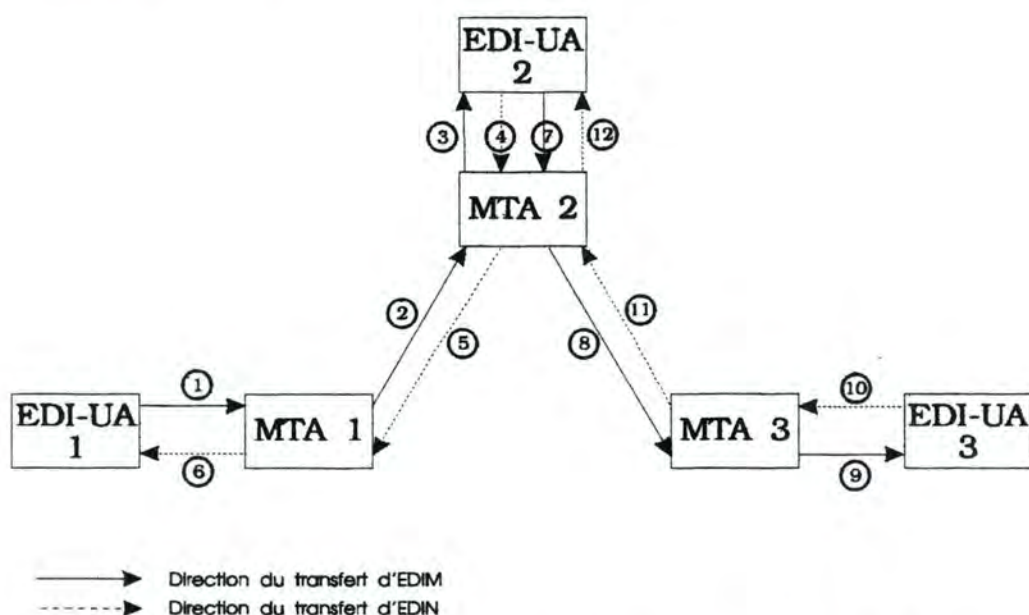 EDI-UA
2
3
4
7
12
MTA 2
2
5
8
11
1
10
EDI-UA
1
MTA 1
MTA 3
EDI-UA
3
6
9
Direction du transfert d'EDIM
Direction du transfert d'EDIN